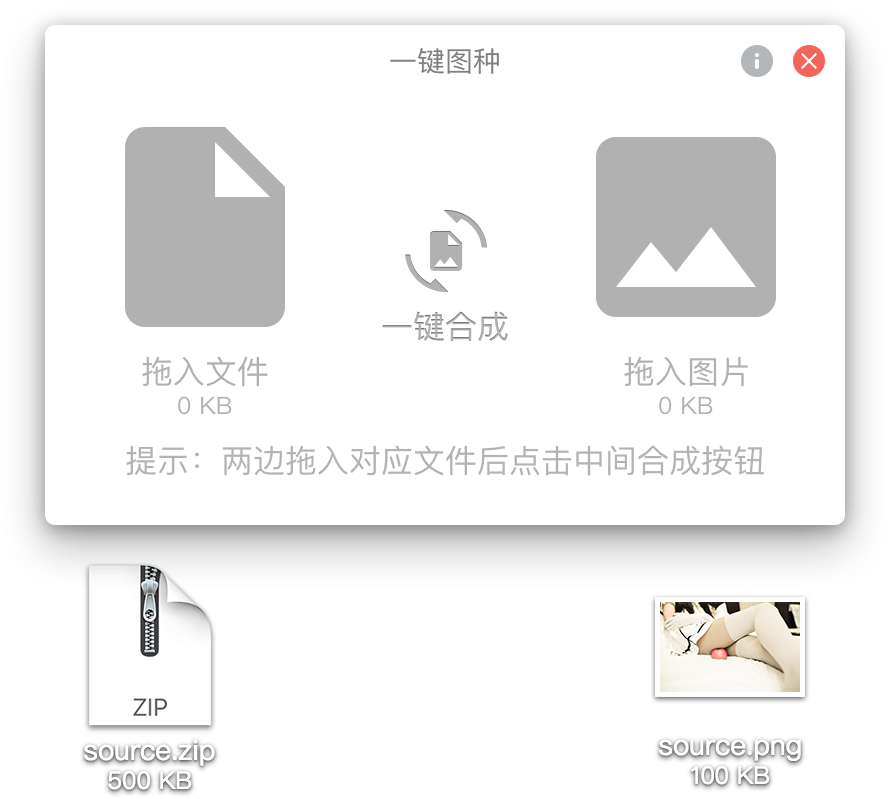 一键图种
一键合成
拖入文件
0 KB
拖入图片
0 KB
提示：两边拖入对应文件后点击中间合成按钮
ZIP
source.zip
500 KB
source.png
100 KB